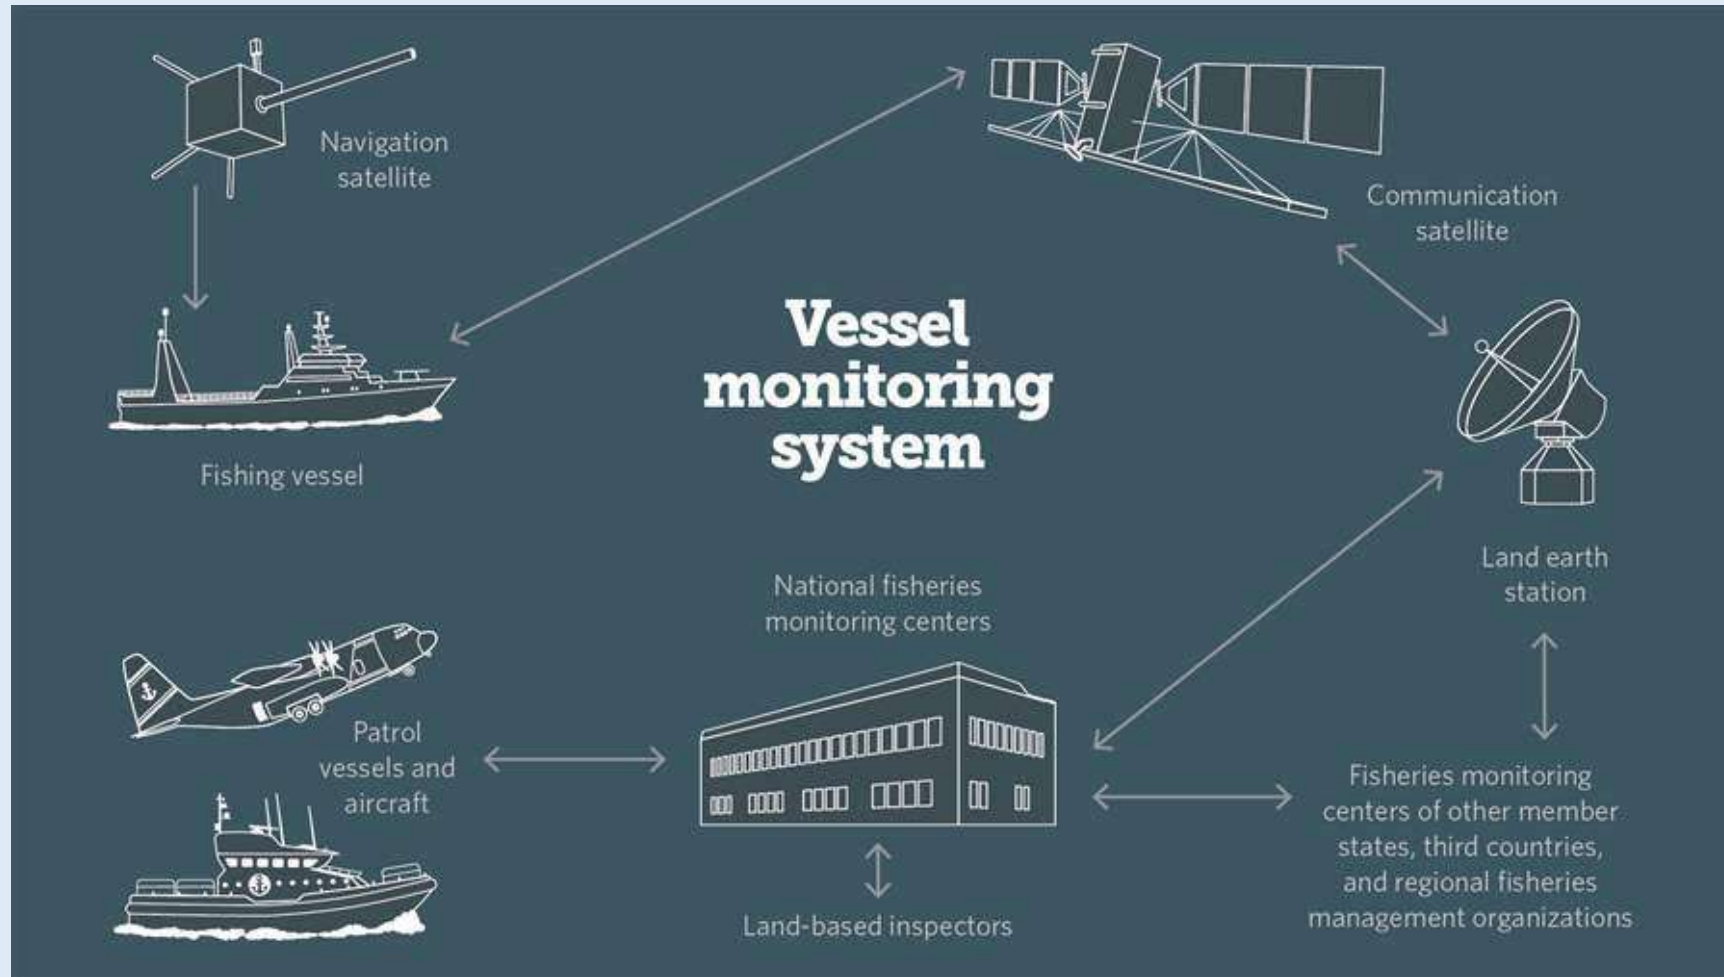 Navigation
satellite
Communication
satellite
Vessel
monitoring
system
Fishing vessel
Land earth
station
National fisheries
monitoring centers
Patrol
vessels and
aircraft
Fisheries monitoring
centers of other member
states, third countries,
and regional fisheries
management organizations
Land-based inspectors